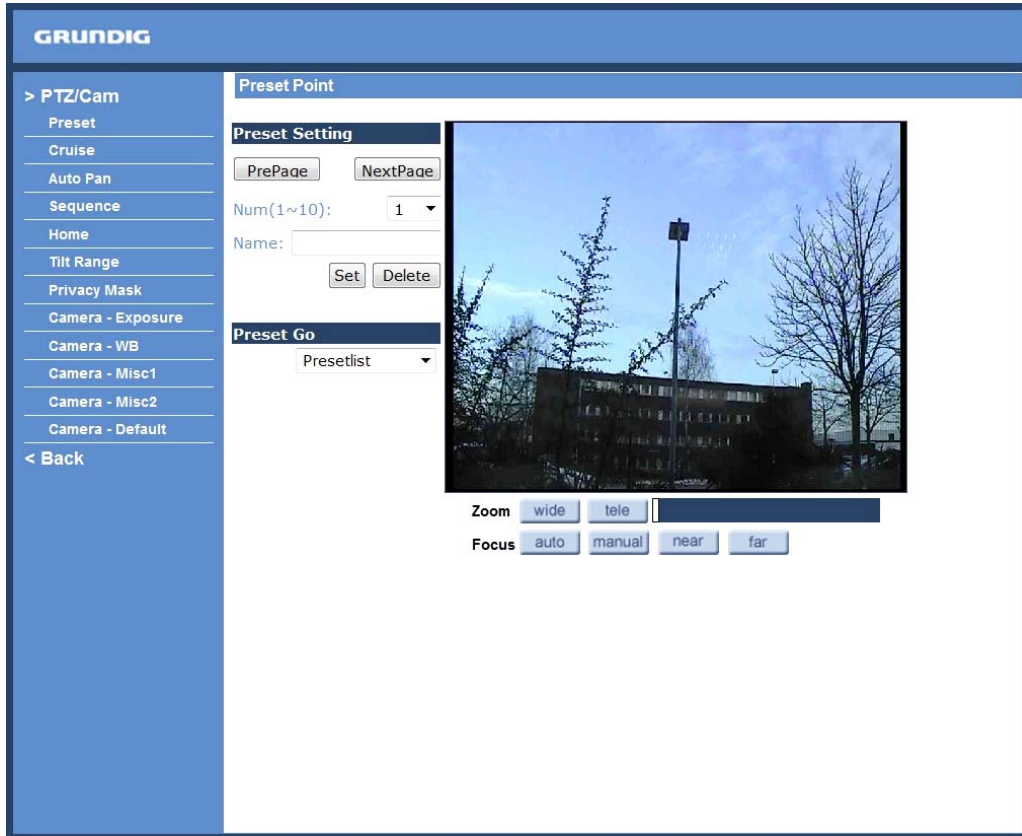 GRUNDIG
> PTZ/Cam
Preset
Cruise
Auto Pan
Sequence
Home
Tilt Range
Privacy Mask
Camera - Exposure
Camera - WB
Camera - Misc1
Camera - Misc2
Camera - Default
< Back
Preset Point
Preset Setting
PrePage NextPage
Num(1~10): 1
Name:
Set Delete
Preset Go
Presetlist
Zoom wide tele
Focus auto manual near far